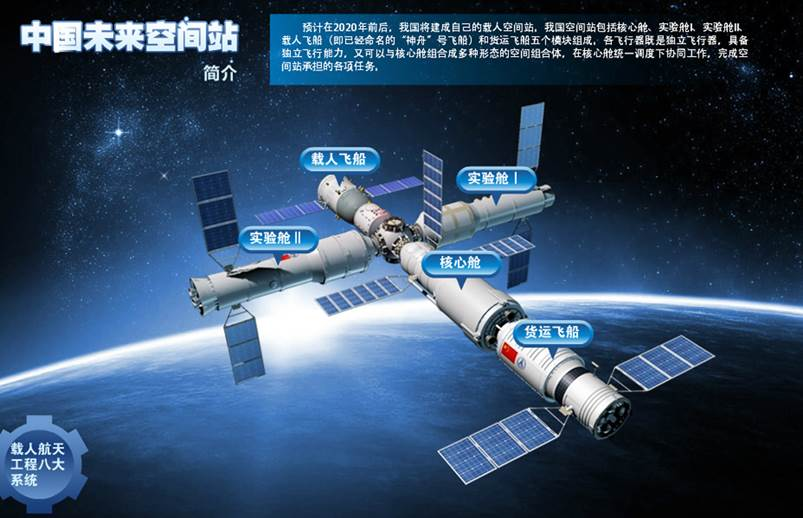 中国未来空间站
简介
预计在2020年前后，我国将建成自己的载人空间站，我国空间站包括核心舱、实验舱Ⅰ、实验舱Ⅱ、
载人飞船（即已经命名的“神舟”号飞船）和货运飞船五个模块组成，各飞行器既是独立飞行器，具备
独立飞行能力，又可以与核心舱组合成多种形态的空间组合体，在核心舱统一调度下协同工作，完成空
间站承担的各项任务。
载人飞船
实验舱Ⅰ
实验舱Ⅱ
核心舱
货运飞船
载人航天
工程八大
系统